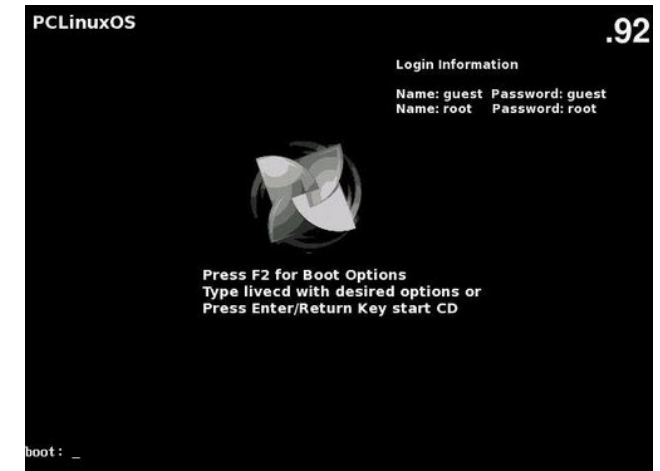 PCLinuxOS
.92
Login Information
Name: guest Password: guest
Name: root Password: root
Press F2 for Boot Options
Type livecd with desired options or
Press Enter/Return Key start CD
boot: _